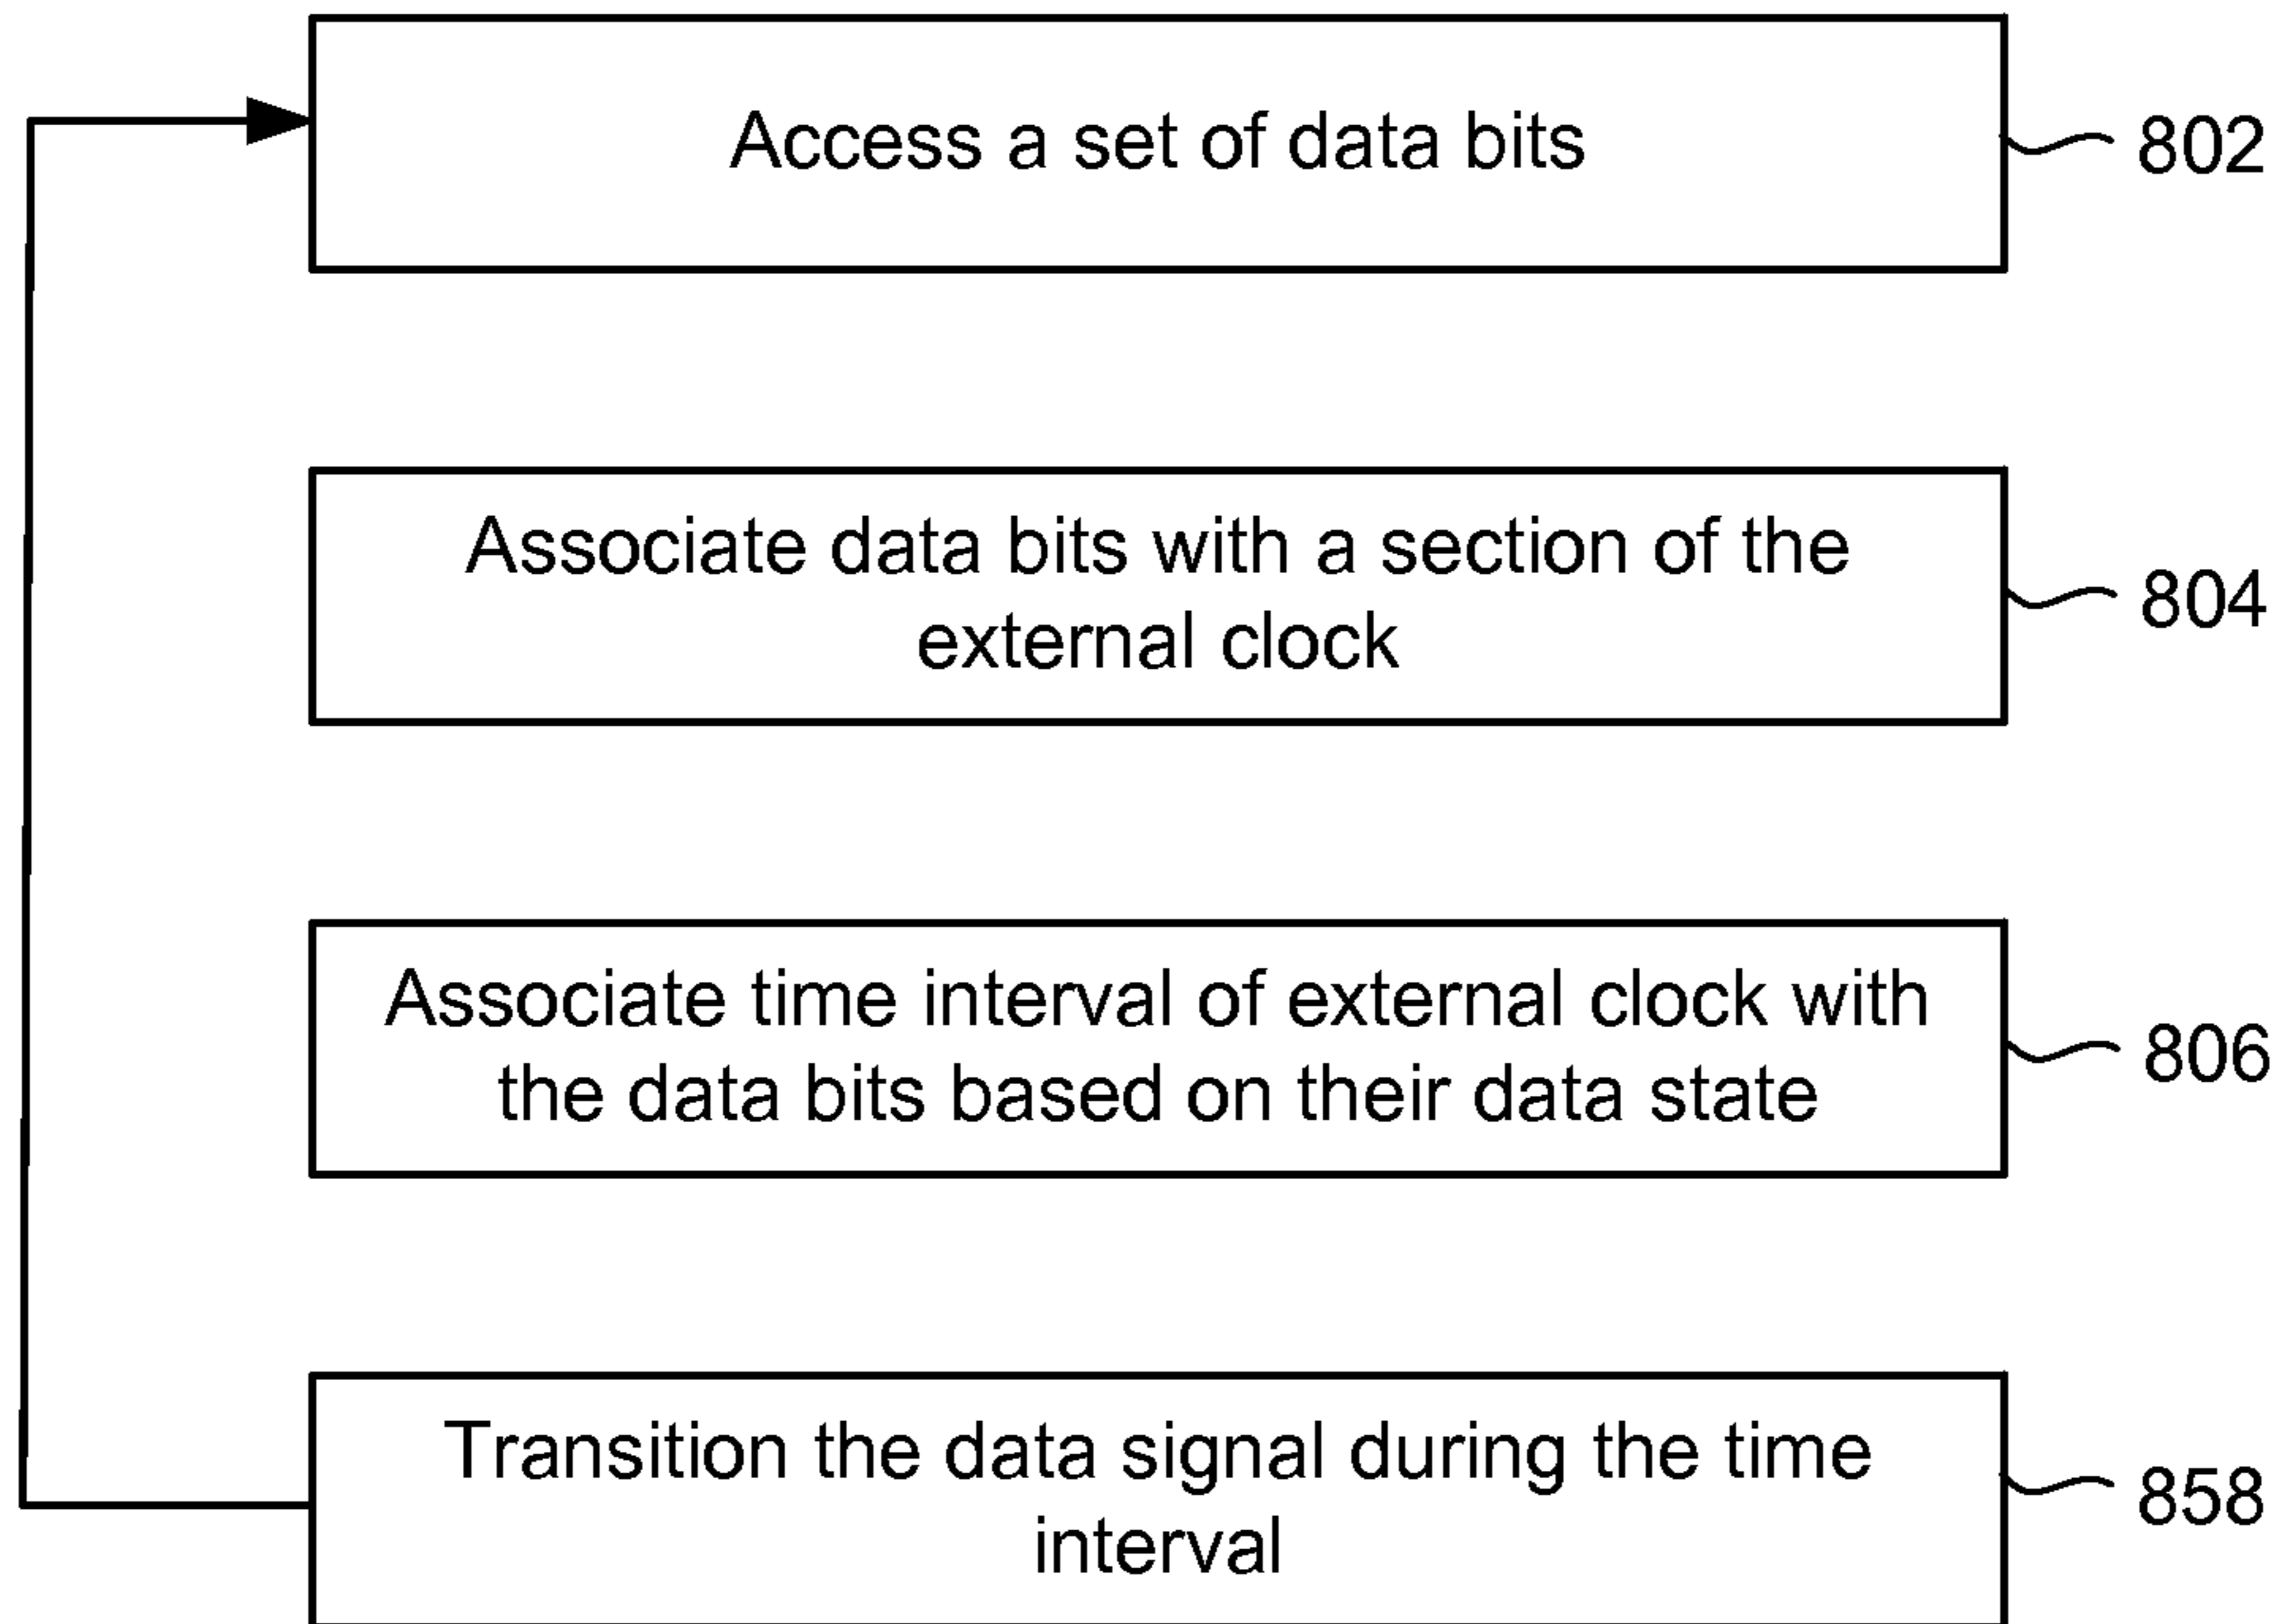 Access a set of data bits
802
Associate data bits with a section of the
external clock
804
Associate time interval of external clock with
the data bits based on their data state
806
Transition the data signal during the time
interval
858